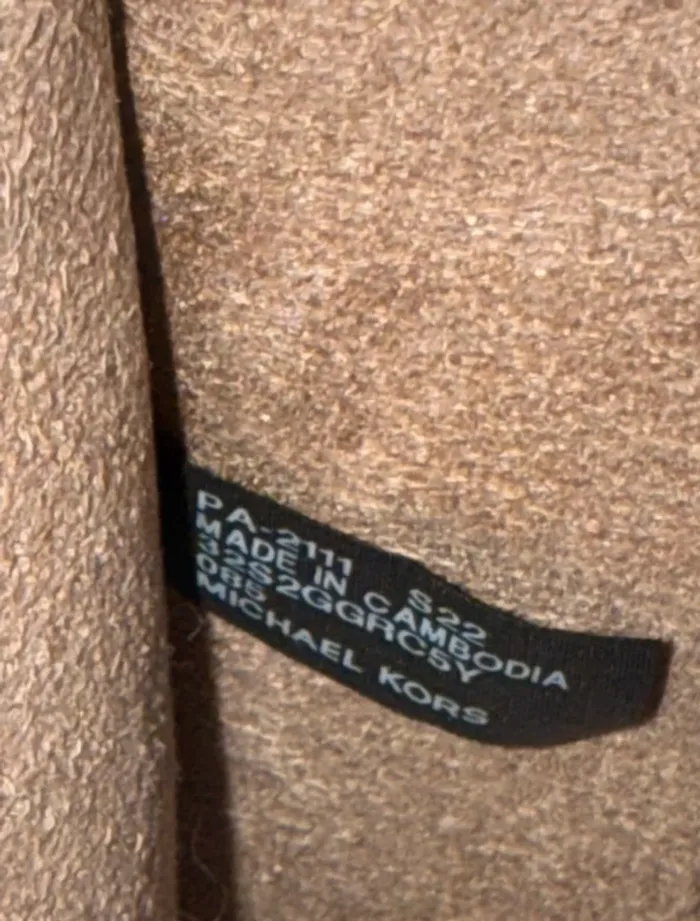 PA-2111 S22
MADE IN CAMBODIA
32S2GGRC5Y
085
MICHAEL KORS